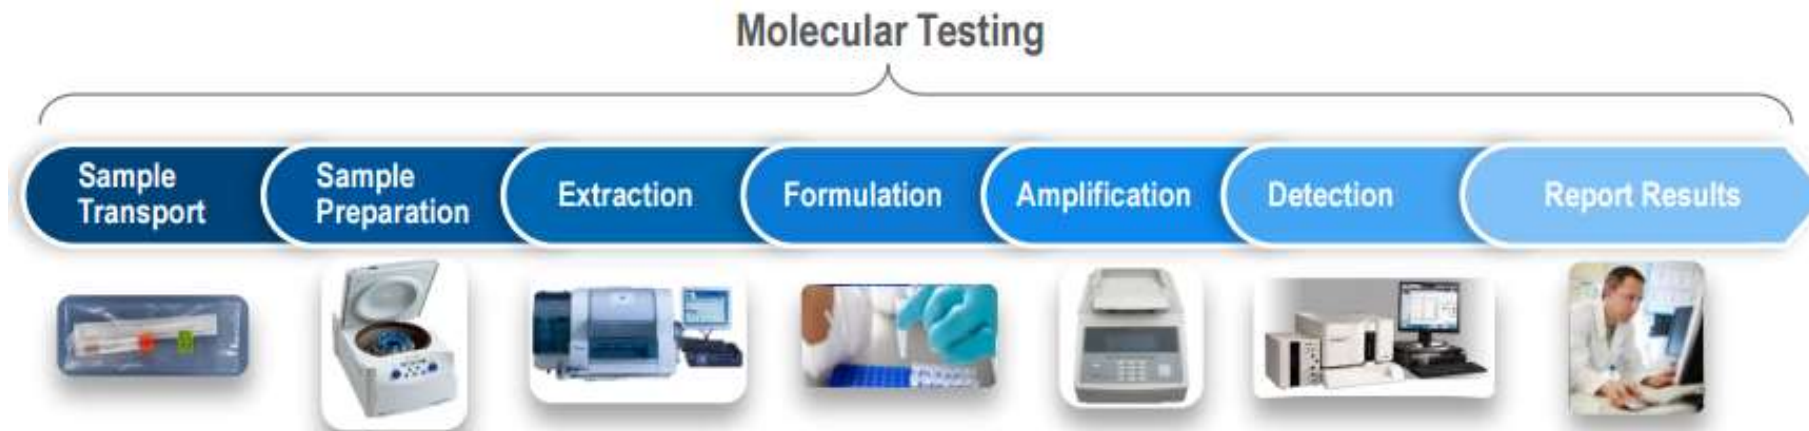 Molecular Testing
Sample
Transport
Sample
Preparation
Extraction
Formulation
Amplification
Detection
Report Results